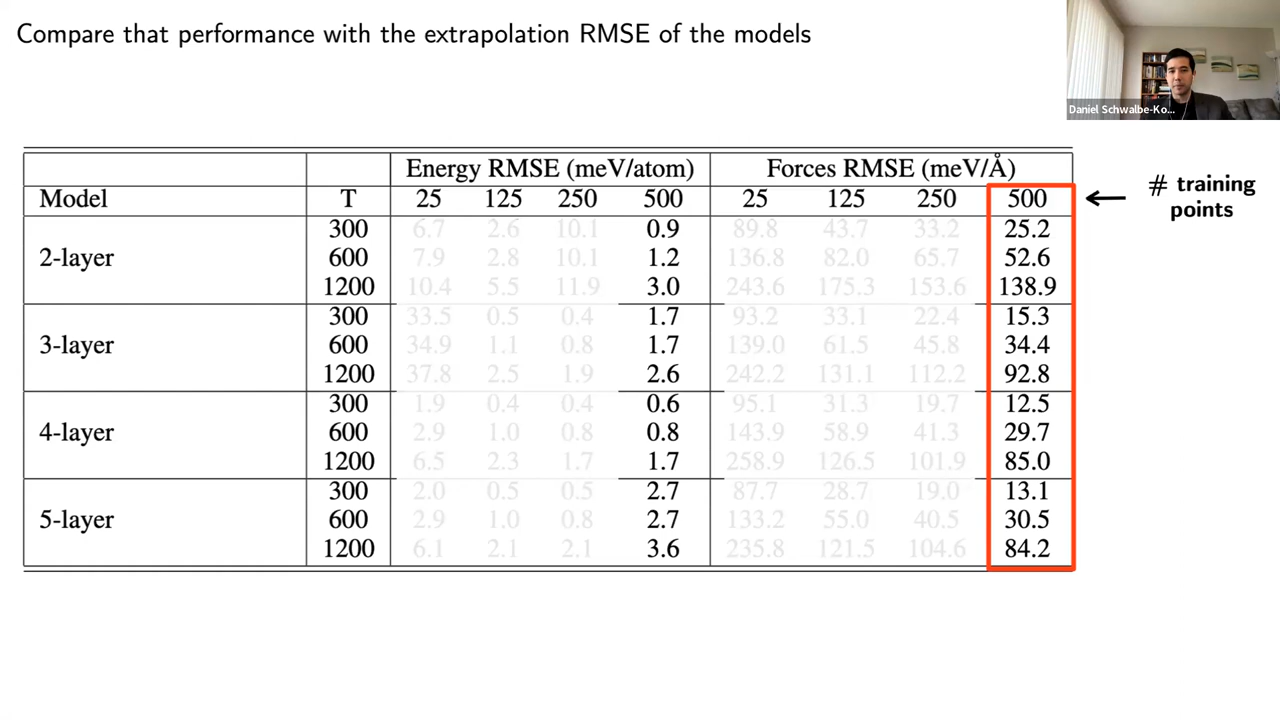 Compare that performance with the extrapolation RMSE of the models
Daniel Schwalbe-Ko...
Energy RMSE (meV/atom) Forces RMSE (meV/Å)
Model T 25 125 250 500 25 125 250 500
# training
points
300 6.7 2.6 10.1 0.9 89.8 43.7 33.2 25.2
2-layer 600 7.9 2.8 10.1 1.2 136.8 82.0 65.7 52.6
1200 10.4 5.5 11.9 3.0 243.6 175.3 153.6 138.9
300 33.5 0.5 0.4 1.7 93.2 33.1 22.4 15.3
3-layer 600 34.9 1.1 0.8 1.7 139.0 61.5 45.8 34.4
1200 37.8 2.5 1.9 2.6 242.2 131.1 112.2 92.8
300 1.9 0.4 0.4 0.6 95.1 31.3 19.7 12.5
4-layer 600 2.9 1.0 0.8 0.8 143.9 58.9 41.3 29.7
1200 6.5 2.3 1.7 1.7 258.9 126.5 101.9 85.0
300 2.0 0.5 0.5 2.7 87.7 28.7 19.0 13.1
5-layer 600 2.9 1.0 0.8 2.7 133.2 55.0 40.5 30.5
1200 6.1 2.1 2.1 3.6 235.8 121.5 104.6 84.2